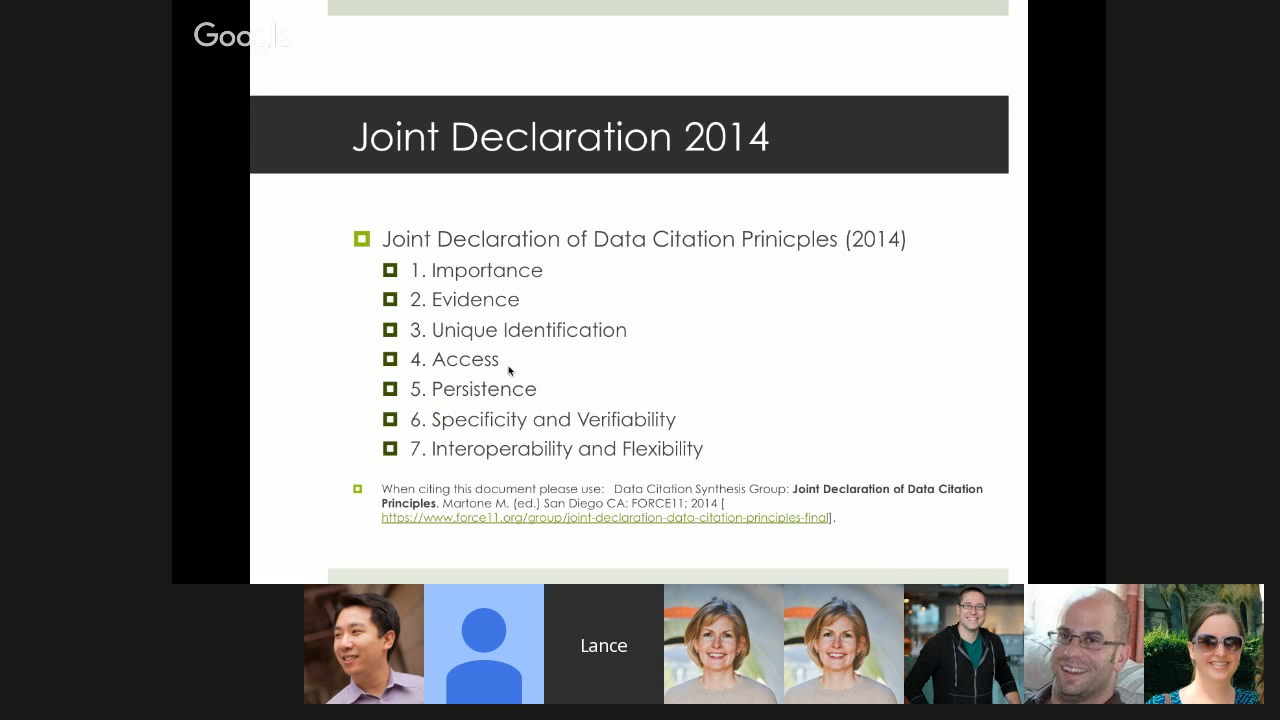 Google
Joint Declaration 2014
Joint Declaration of Data Citation Prinicples (2014)
1. Importance
2. Evidence
3. Unique Identification
4. Access
5. Persistence
6. Specificity and Verifiability
7. Interoperability and Flexibility
When citing this document please use: Data Citation Synthesis Group: Joint Declaration of Data Citation
Principles. Martone M. (ed.) San Diego CA: FORCE11; 2014 [
https://www.force11.org/group/joint-declaration-data-citation-principles-final].
Lance